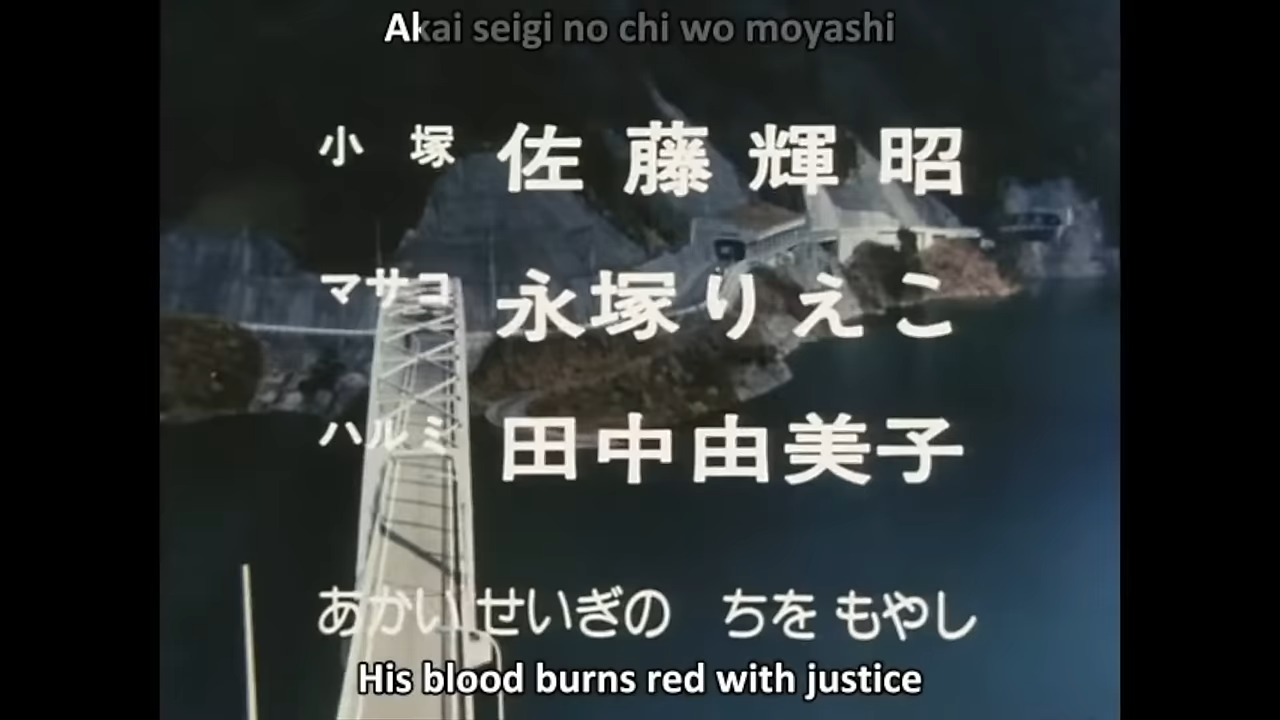 Akai seigi no chi wo moyashi
小塚 佐藤輝昭
マサコ 永塚りえこ
ハルミ 田中由美子
あかい せいぎの ちを もやし
His blood burns red with justice